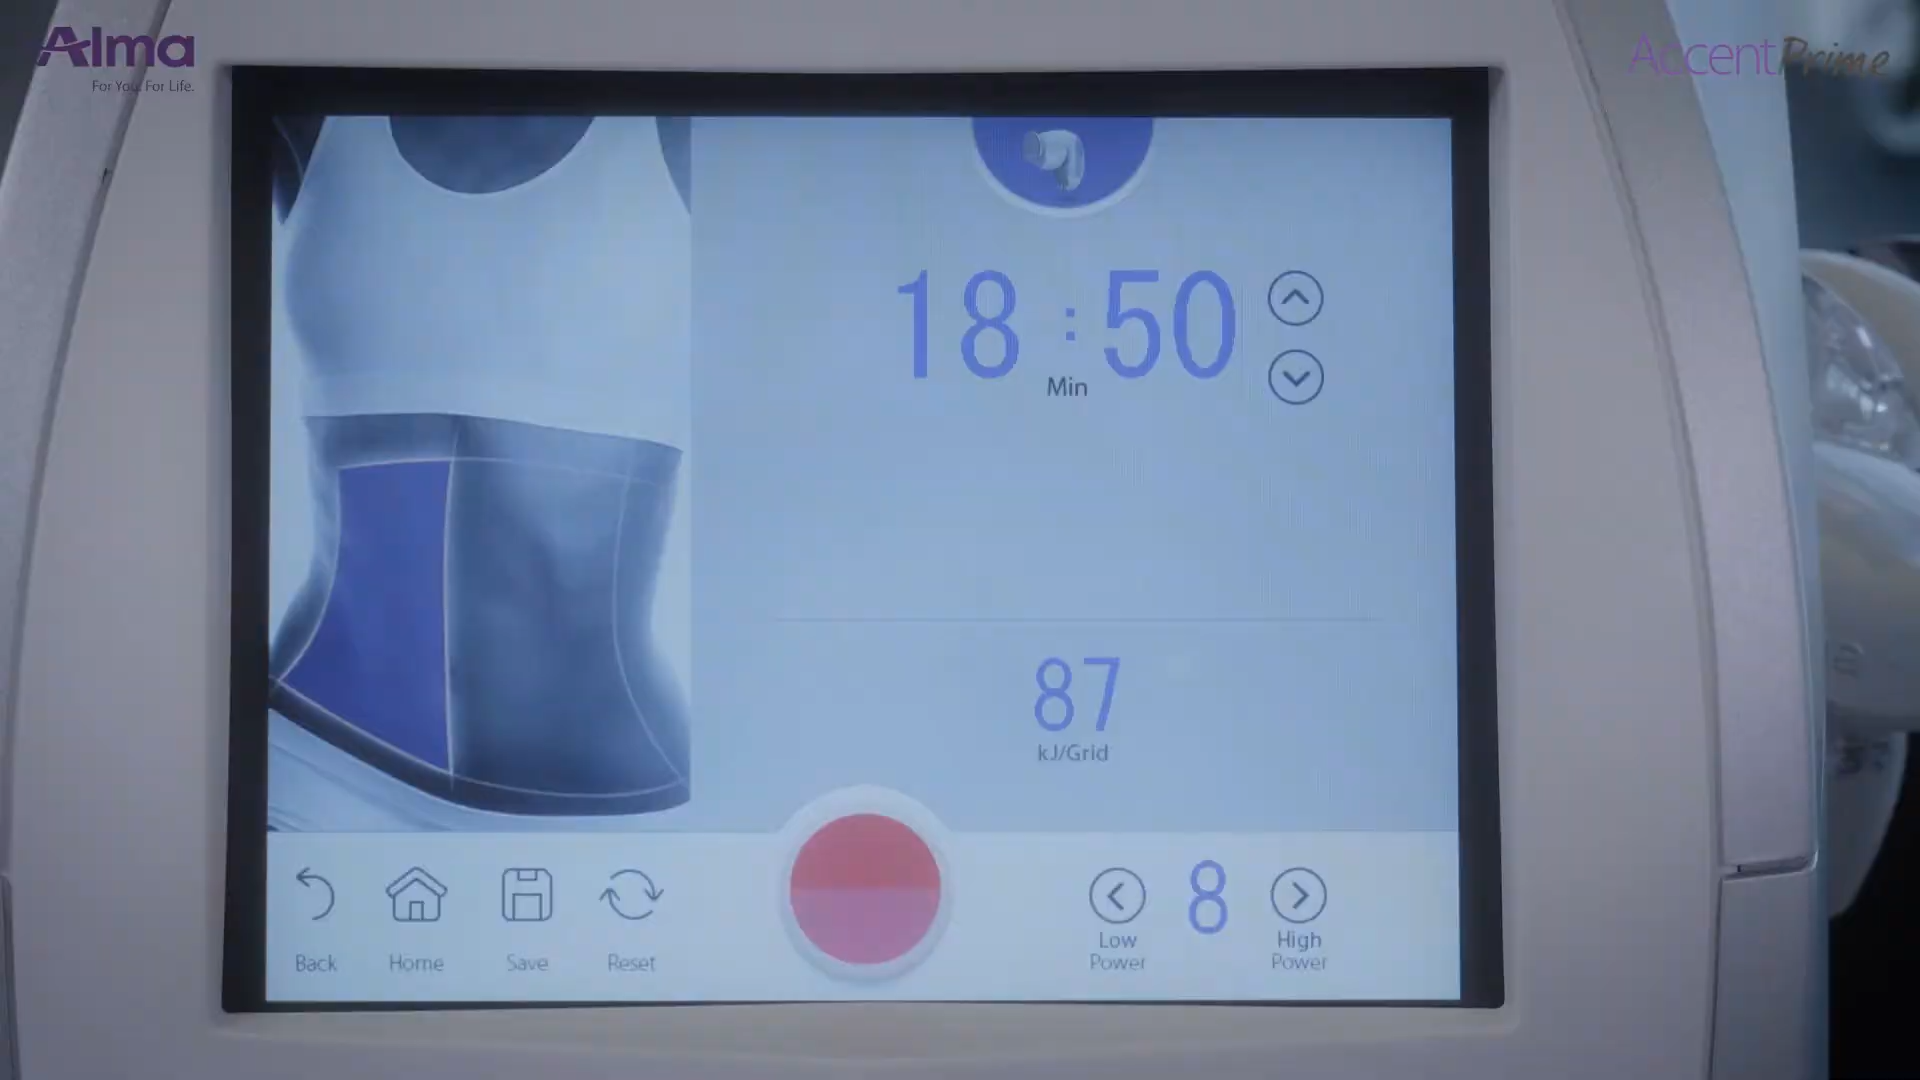 Alma
For You. For Life.
AccentPrime
18 : 50
Min
87
kJ/Grid
8
Back
Home
Save
Reset
Low
Power
High
Power